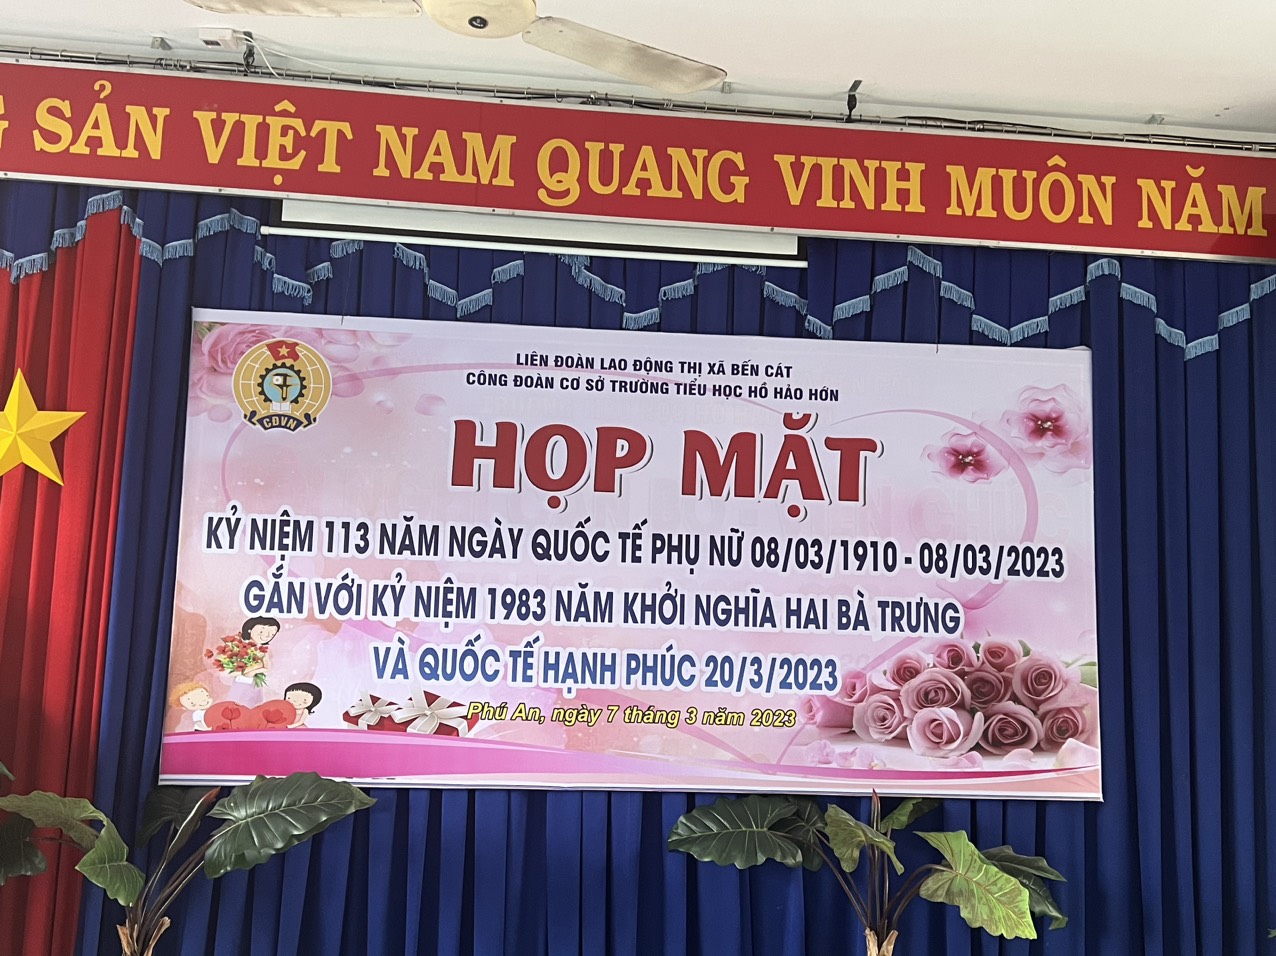 SẢN VIỆT NAM QUANG VINH MUÔN NĂM
LIÊN ĐOÀN LAO ĐỘNG THỊ XÃ BẾN CÁT
CÔNG ĐOÀN CƠ SỞ TRƯỜNG TIỂU HỌC HỒ HẢO HỚN
CĐVN
HỌP MẶT
KỶ NIỆM 113 NĂM NGÀY QUỐC TẾ PHỤ NỮ 08/03/1910 - 08/03/2023
GẮN VỚI KỶ NIỆM 1983 NĂM KHỞI NGHĨA HAI BÀ TRƯNG
VÀ QUỐC TẾ HẠNH PHÚC 20/3/2023
Phú An, ngày 7 tháng 3 năm 2023